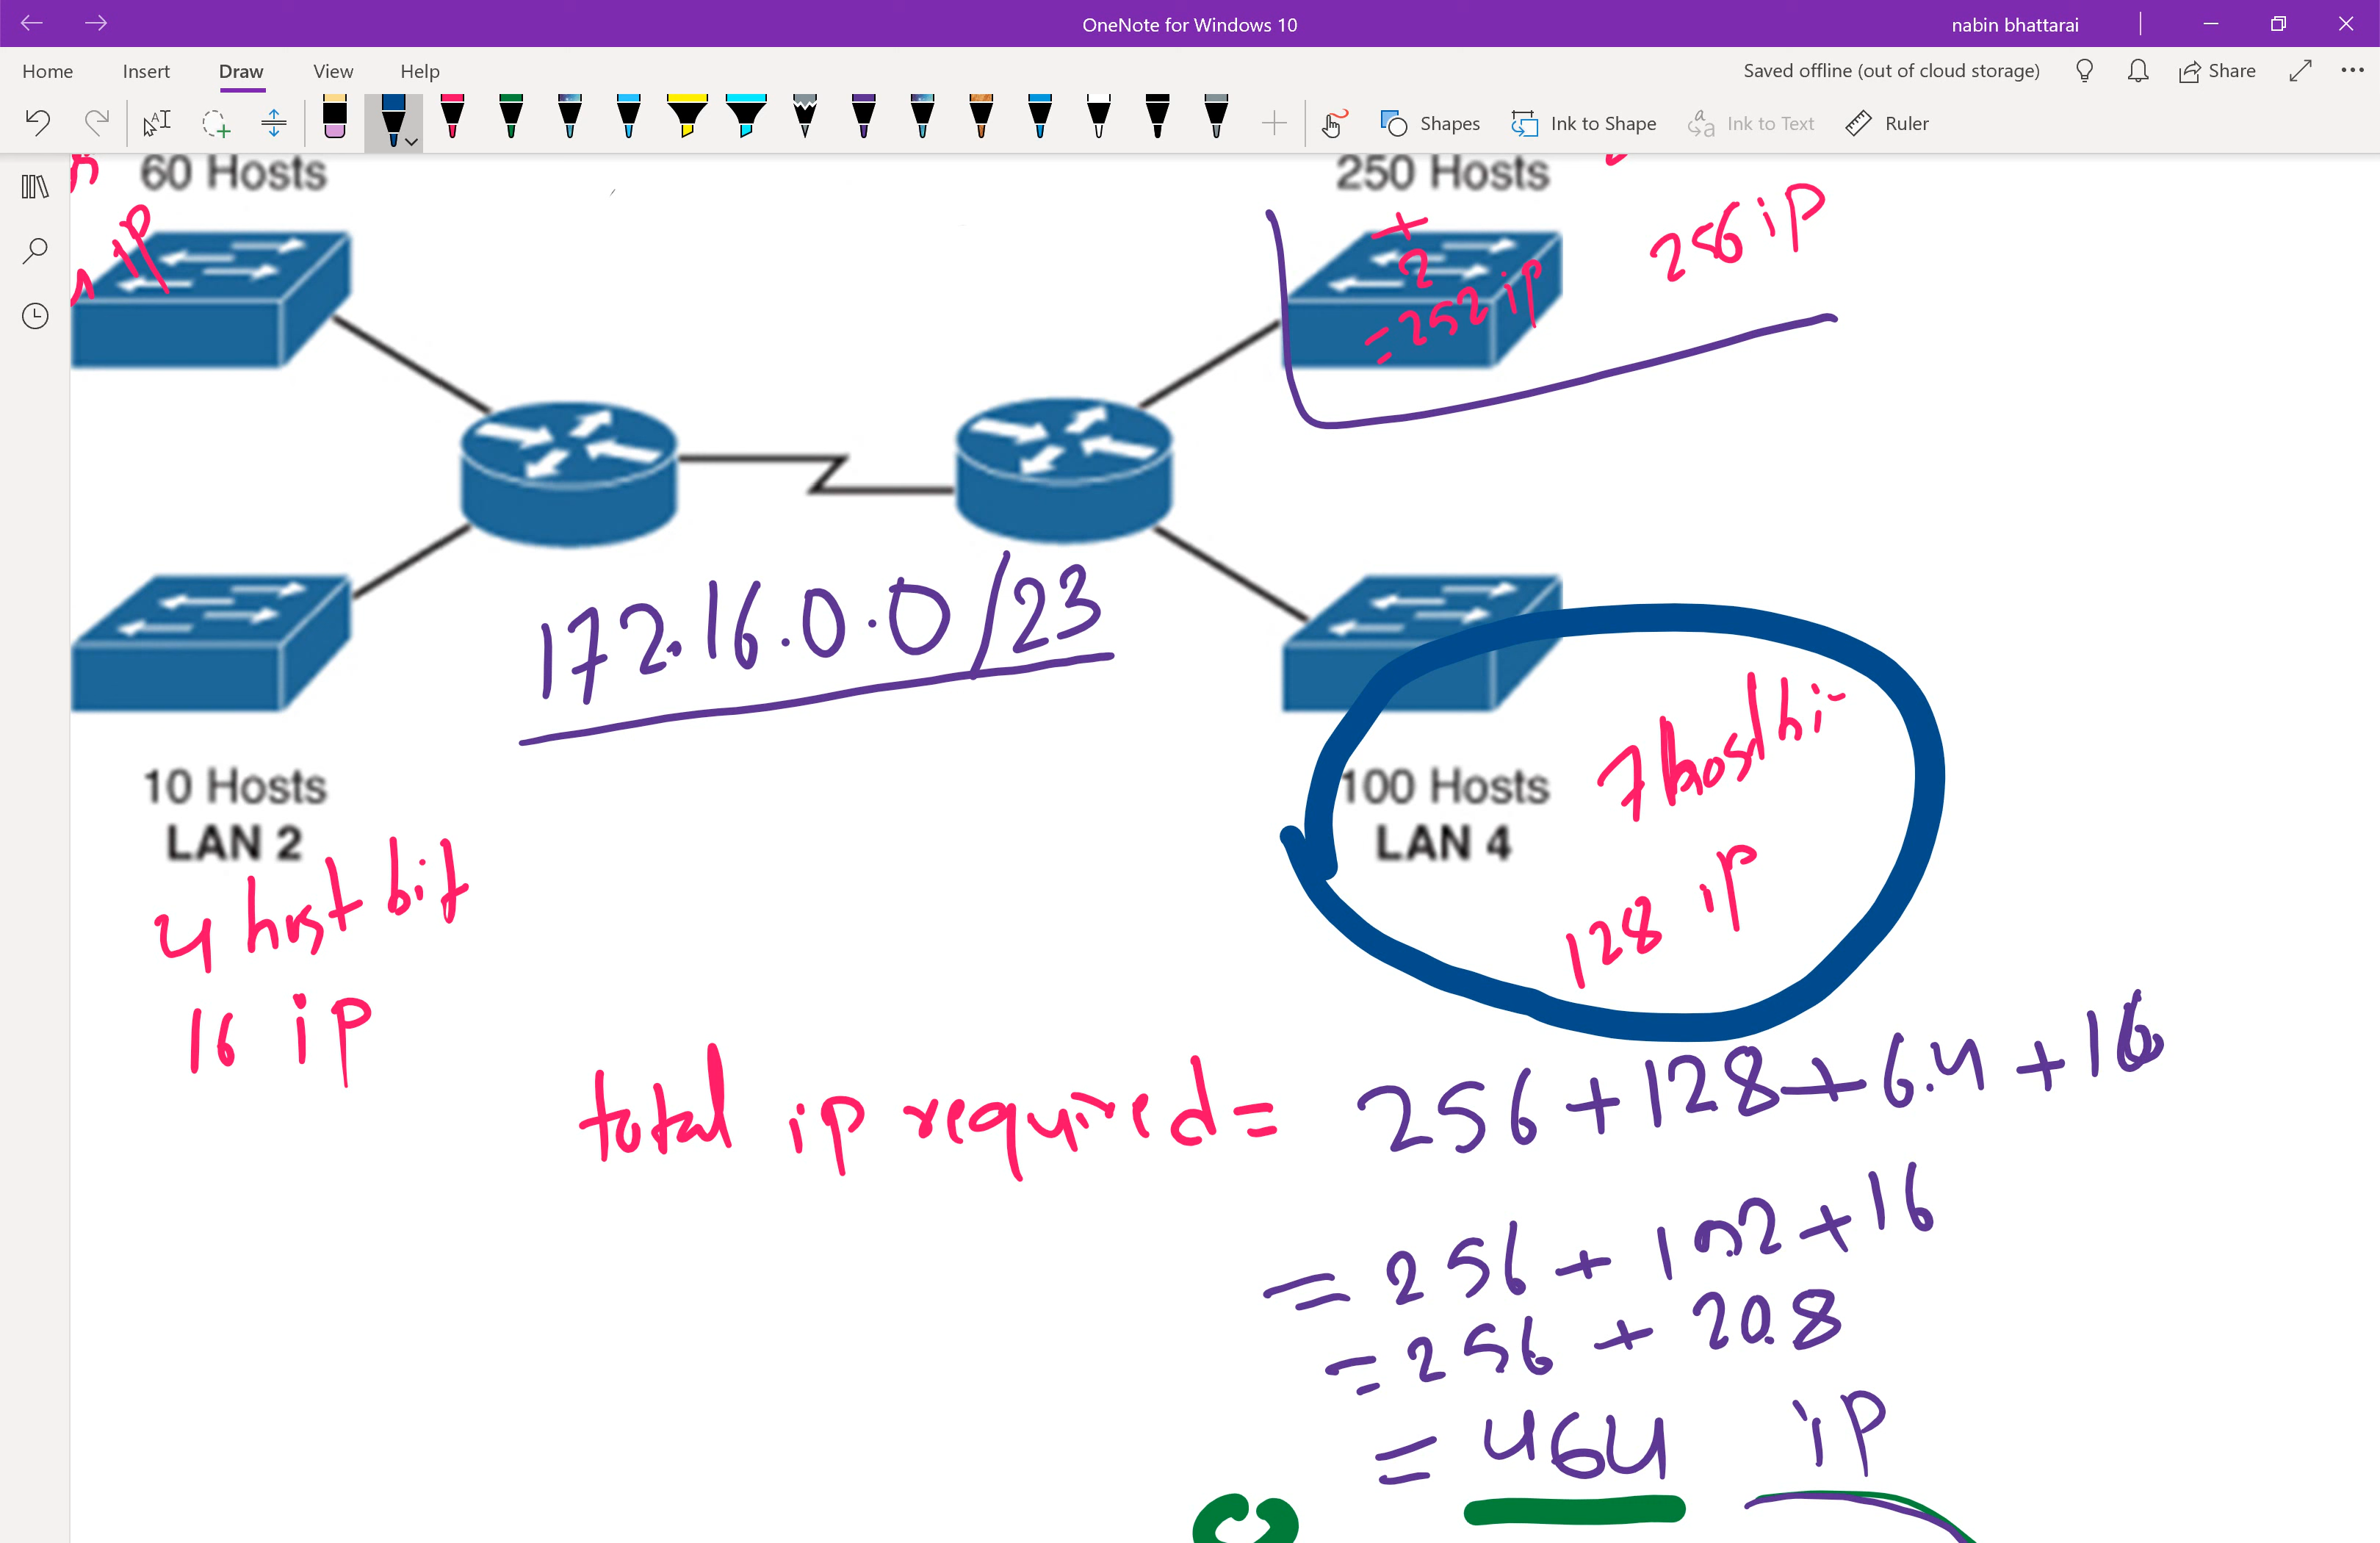 OneNote for Windows 10
nabin bhattarai
Home Insert Draw View Help
Saved offline (out of cloud storage)
Share
Shapes
Ink to Shape
Ink to Text
Ruler
60 Hosts
250 Hosts
iP
+
2
=252 ip
256 iP
172.16.0.0/23
10 Hosts
LAN 2
4 host bit
16 iP
100 Hosts
LAN 4
7 host bi
128 iP
total ip required = 256+128+64+16
=256+192+16
=256+208
=464 iP